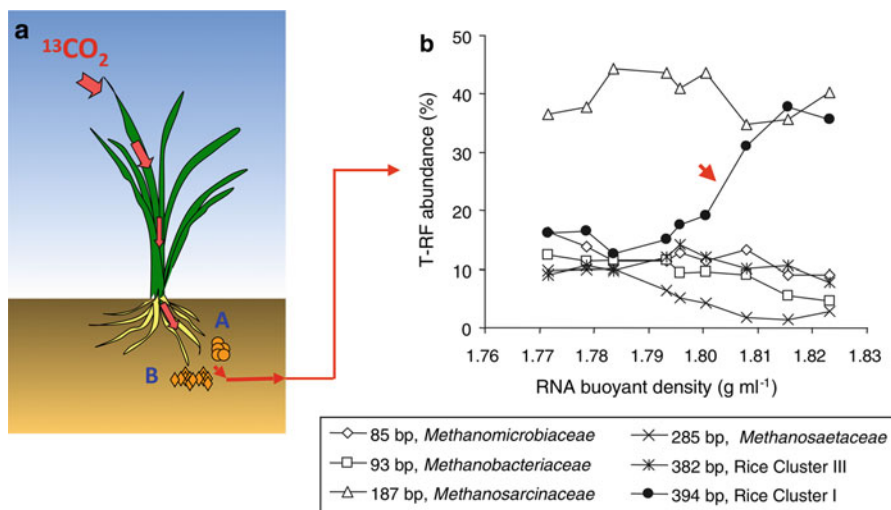 a
¹³CO₂
A
B
b
T-RF abundance (%)
50
40
30
20
10
0
1.76 1.77 1.78 1.79 1.80 1.81 1.82 1.83
RNA buoyant density (g ml⁻¹)
85 bp, Methanomicrobiaceae
93 bp, Methanobacteriaceae
187 bp, Methanosarcinaceae
285 bp, Methanosaetaceae
382 bp, Rice Cluster III
394 bp, Rice Cluster I